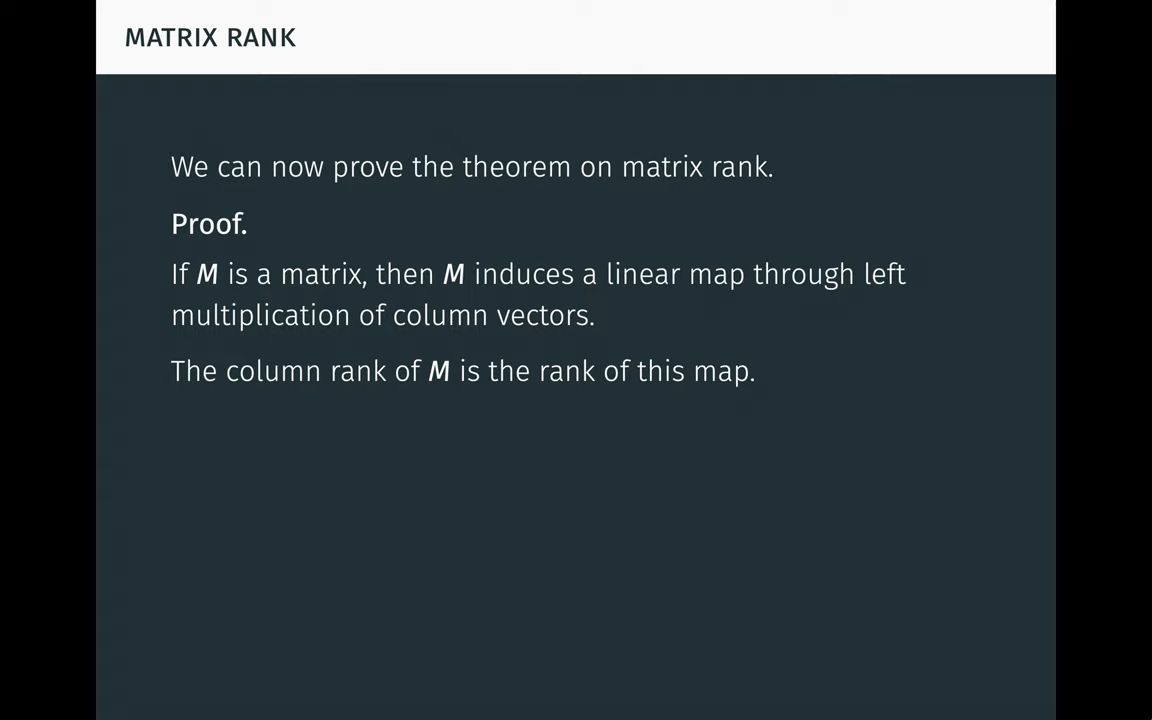 MATRIX RANK
We can now prove the theorem on matrix rank.
Proof.
If M is a matrix, then M induces a linear map through left
multiplication of column vectors.
The column rank of M is the rank of this map.